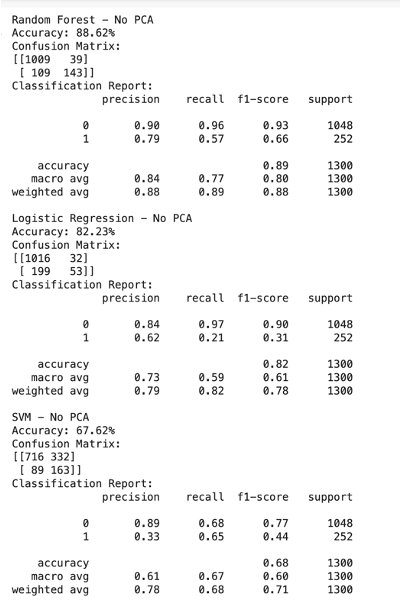 Random Forest – No PCA
Accuracy: 88.62%
Confusion Matrix:
[[1009   39]
 [ 109  143]]
Classification Report:
              precision    recall  f1-score   support

           0       0.90      0.96      0.93      1048
           1       0.79      0.57      0.66       252

    accuracy                           0.89      1300
   macro avg       0.84      0.77      0.80      1300
weighted avg       0.88      0.89      0.88      1300

Logistic Regression – No PCA
Accuracy: 82.23%
Confusion Matrix:
[[1016   32]
 [ 199   53]]
Classification Report:
              precision    recall  f1-score   support

           0       0.84      0.97      0.90      1048
           1       0.62      0.21      0.31       252

    accuracy                           0.82      1300
   macro avg       0.73      0.59      0.61      1300
weighted avg       0.79      0.82      0.78      1300

SVM – No PCA
Accuracy: 67.62%
Confusion Matrix:
[[716 332]
 [ 89 163]]
Classification Report:
              precision    recall  f1-score   support

           0       0.89      0.68      0.77      1048
           1       0.33      0.65      0.44       252

    accuracy                           0.68      1300
   macro avg       0.61      0.67      0.60      1300
weighted avg       0.78      0.68      0.71      1300